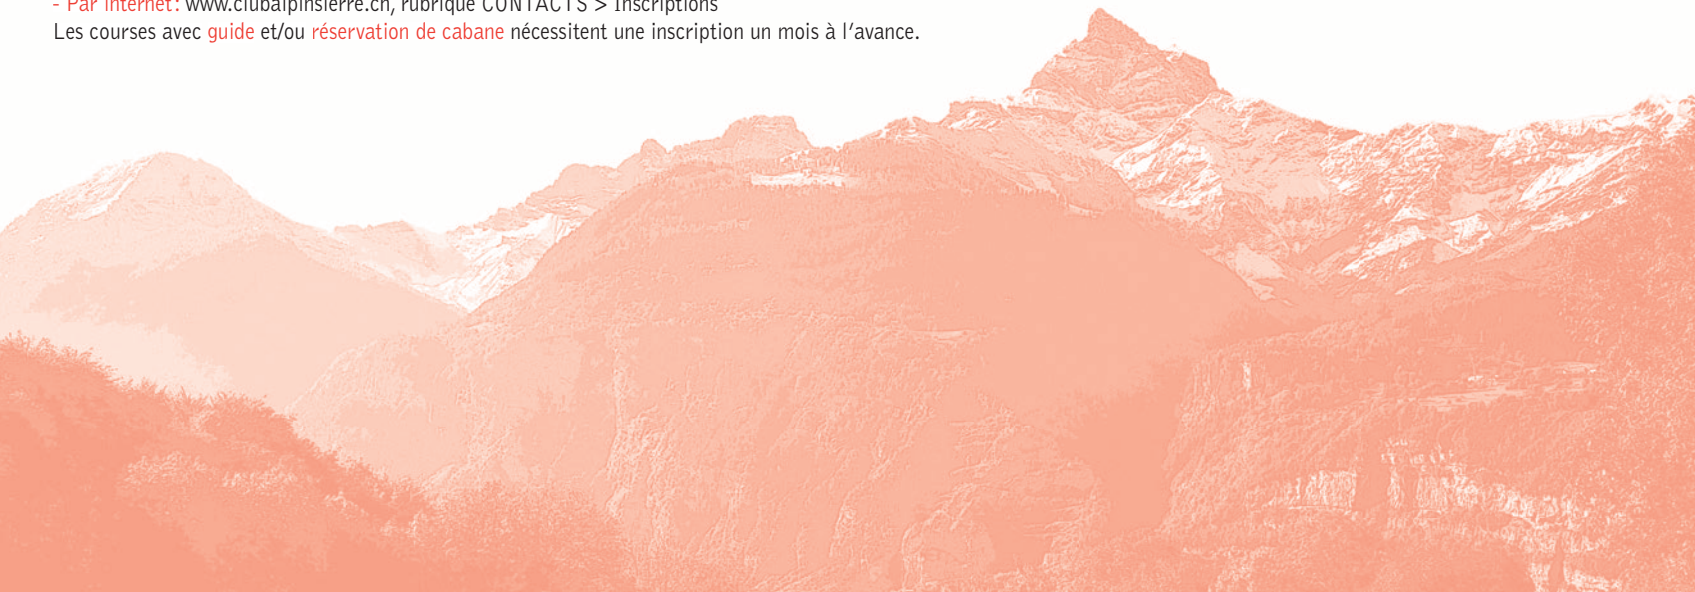 - Par internet: www.clubalpinsierre.ch, rubrique CONTACTS > Inscriptions
Les courses avec guide et/ou réservation de cabane nécessitent une inscription un mois à l'avance.